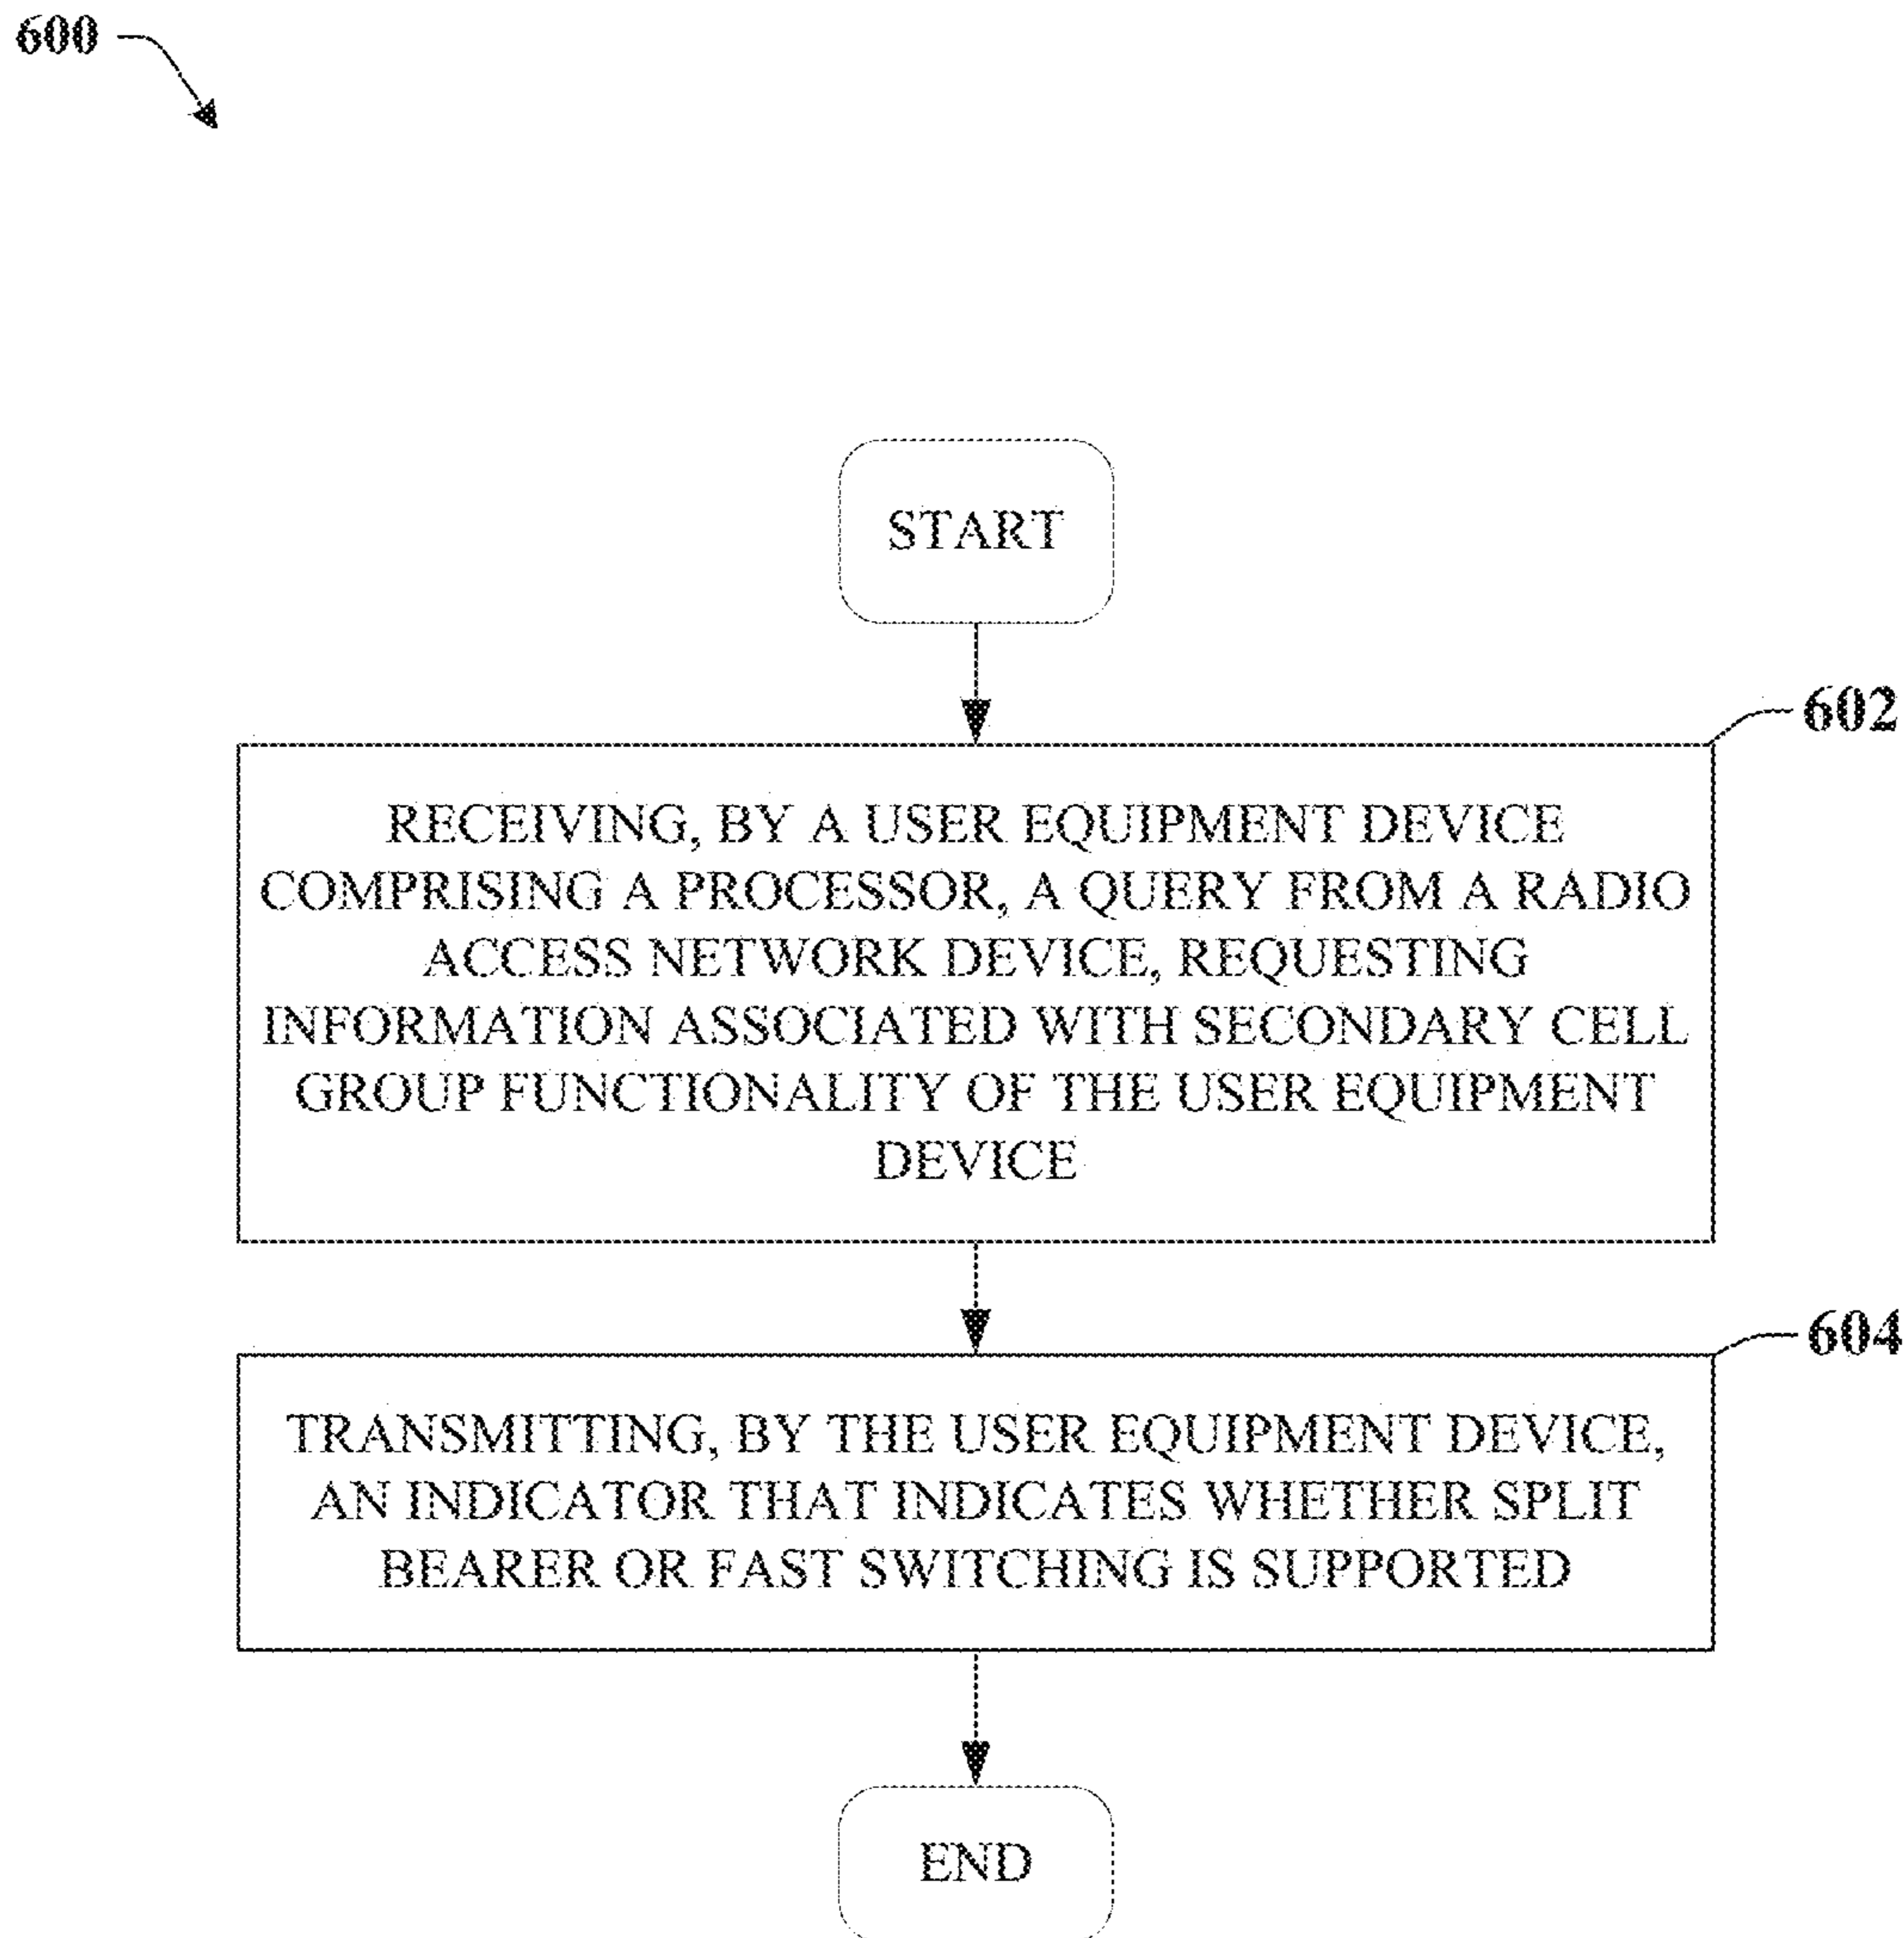 600
START
602
RECEIVING, BY A USER EQUIPMENT DEVICE
COMPRISING A PROCESSOR, A QUERY FROM A RADIO
ACCESS NETWORK DEVICE, REQUESTING
INFORMATION ASSOCIATED WITH SECONDARY CELL
GROUP FUNCTIONALITY OF THE USER EQUIPMENT
DEVICE
604
TRANSMITTING, BY THE USER EQUIPMENT DEVICE,
AN INDICATOR THAT INDICATES WHETHER SPLIT
BEARER OR FAST SWITCHING IS SUPPORTED
END